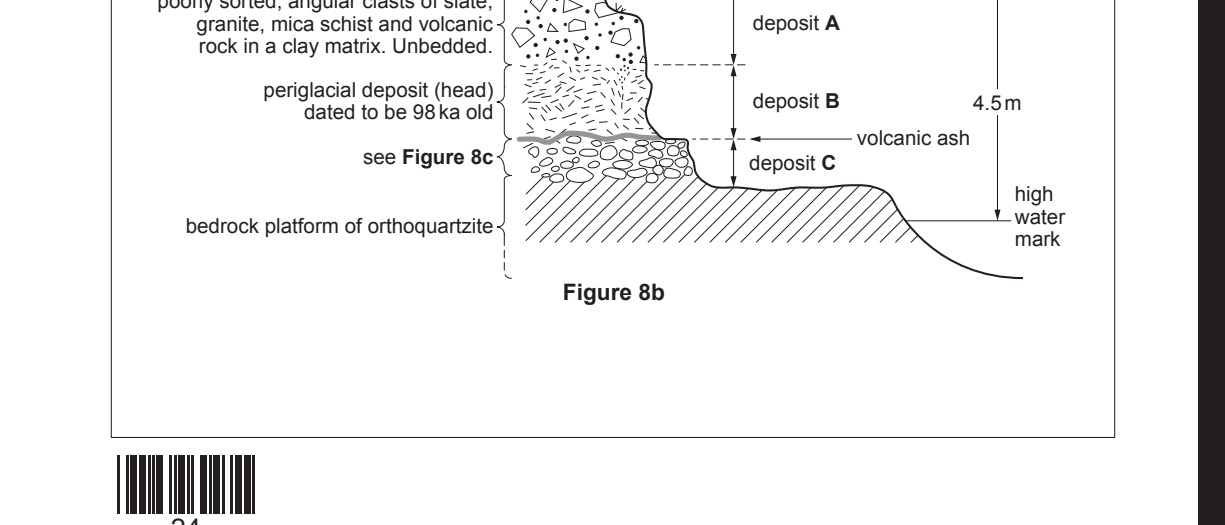 poorly sorted, angular clasts of slate,
granite, mica schist and volcanic
rock in a clay matrix. Unbedded.
deposit A
periglacial deposit (head)
dated to be 98 ka old
deposit B
4.5 m
volcanic ash
see Figure 8c
deposit C
high
water
mark
bedrock platform of orthoquartzite
Figure 8b
24